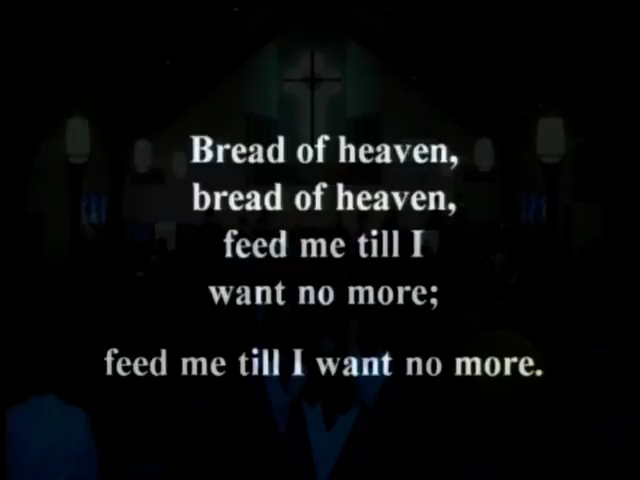 Bread of heaven,
bread of heaven,
feed me till I
want no more;
feed me till I want no more.